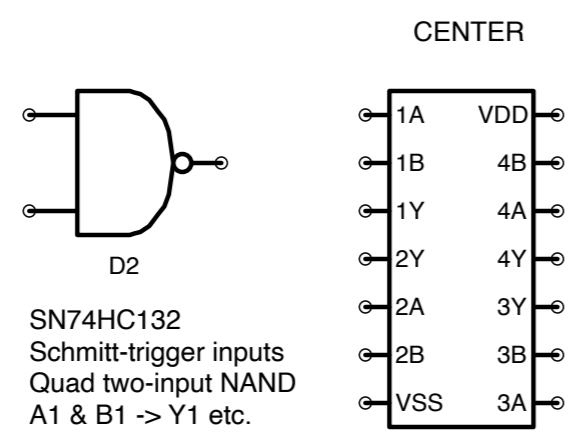 CENTER
1A VDD
1B 4B
1Y 4A
2Y 4Y
2A 3Y
2B 3B
VSS 3A
D2
SN74HC132
Schmitt-trigger inputs
Quad two-input NAND
A1 & B1 -> Y1 etc.